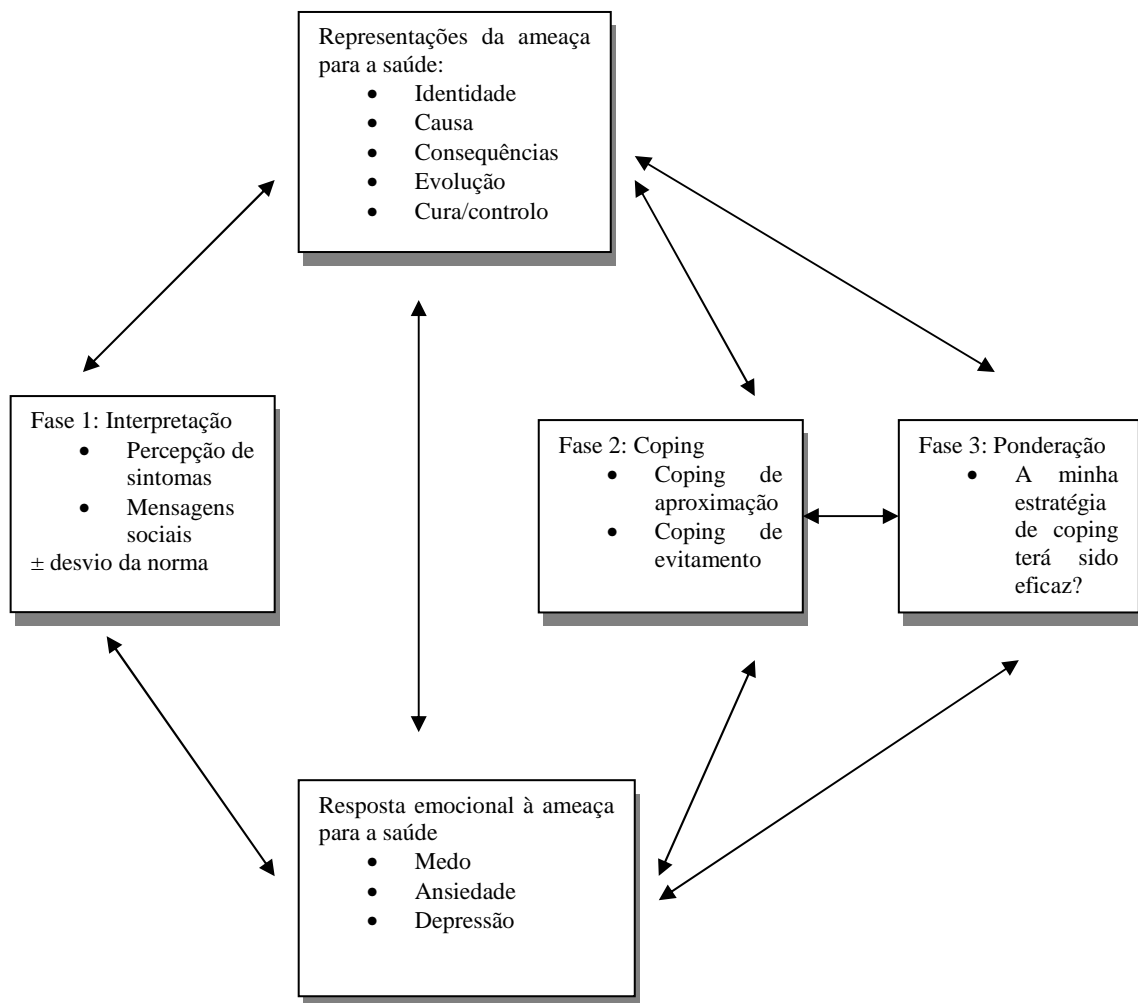 Representações da ameaça
para a saúde:
• Identidade
• Causa
• Consequências
• Evolução
• Cura/controlo
Fase 1: Interpretação
• Percepção de
sintomas
• Mensagens
sociais
± desvio da norma
Fase 2: Coping
• Coping de
aproximação
• Coping de
evitamento
Fase 3: Ponderação
• A minha
estratégia
de coping
terá sido
eficaz?
Resposta emocional à ameaça
para a saúde
• Medo
• Ansiedade
• Depressão